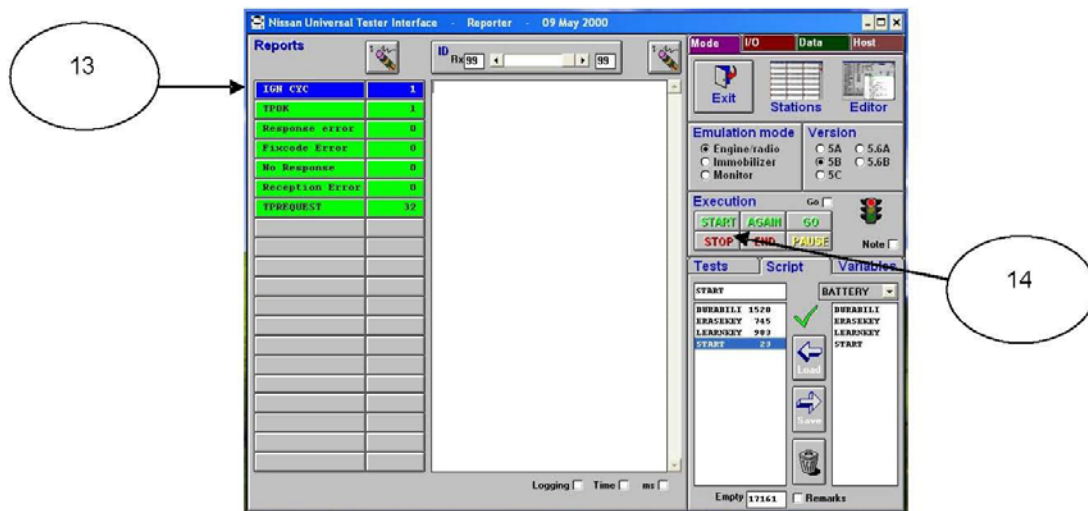 13
Nissan Universal Tester Interface - Reporter - 09 May 2000
Reports
ID
Rx 99 99
IGN CYC 1
TPOK 1
Response error 0
Fixcode Error 0
No Response 0
Reception Error 0
TPREQUEST 32
Logging Time ms
Mode I/O Data Host
Exit Stations Editor
Emulation mode
Engine/radio
Immobilizer
Monitor
Version
5A 5.6A
5B 5.6B
5C
Execution Go
START AGAIN GO
STOP END PAUSE
Note
14
Tests Script Variables
START BATTERY
DURABILI 1520
ERASEKEY 745
LEARNKEY 983
START 23
Load
Save
DURABILI
ERASEKEY
LEARNKEY
START
Empty 17161 Remarks